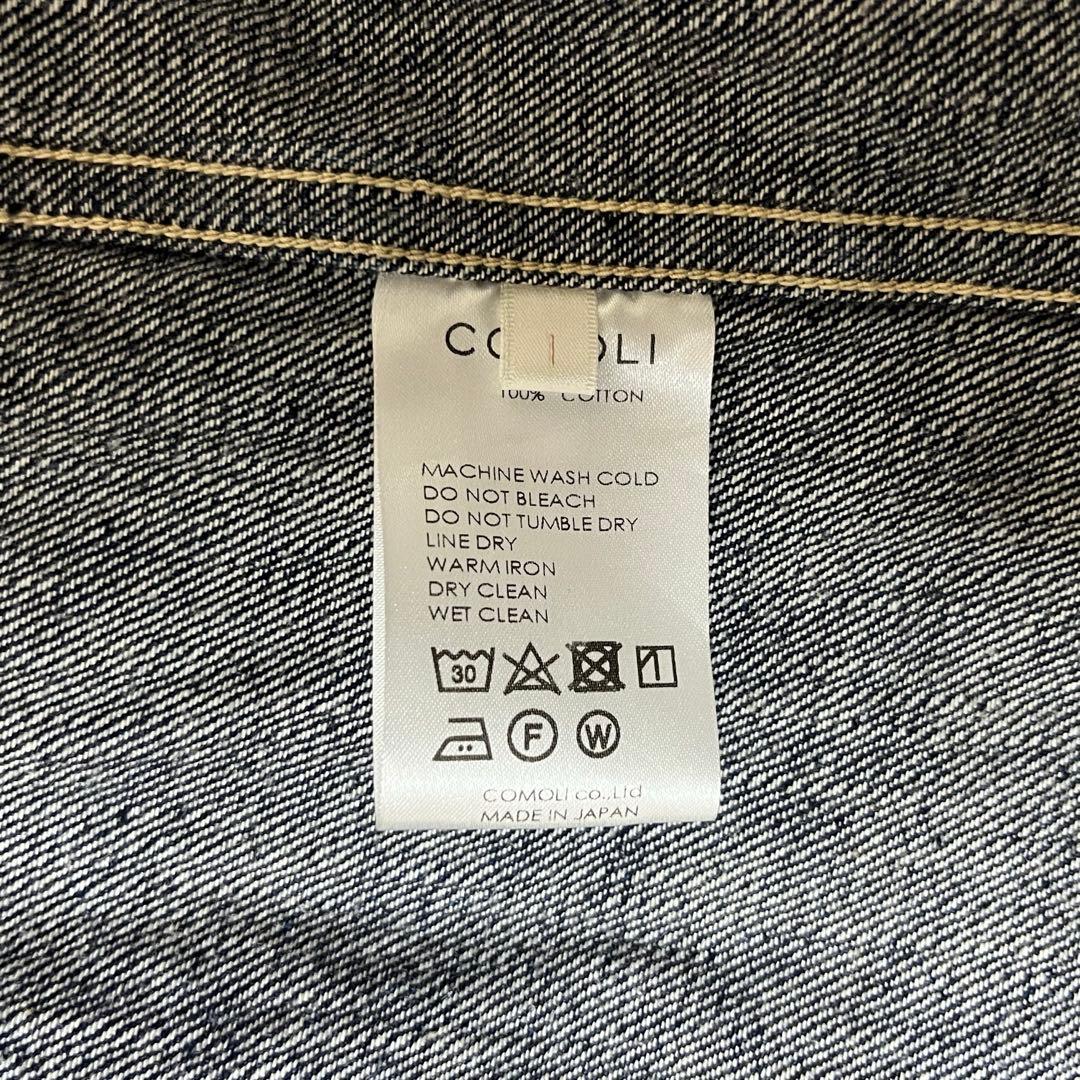 COMOLI
1
100% COTTON
MACHINE WASH COLD
DO NOT BLEACH
DO NOT TUMBLE DRY
LINE DRY
WARM IRON
DRY CLEAN
WET CLEAN
30
F W
COMOLI co.,Ltd
MADE IN JAPAN